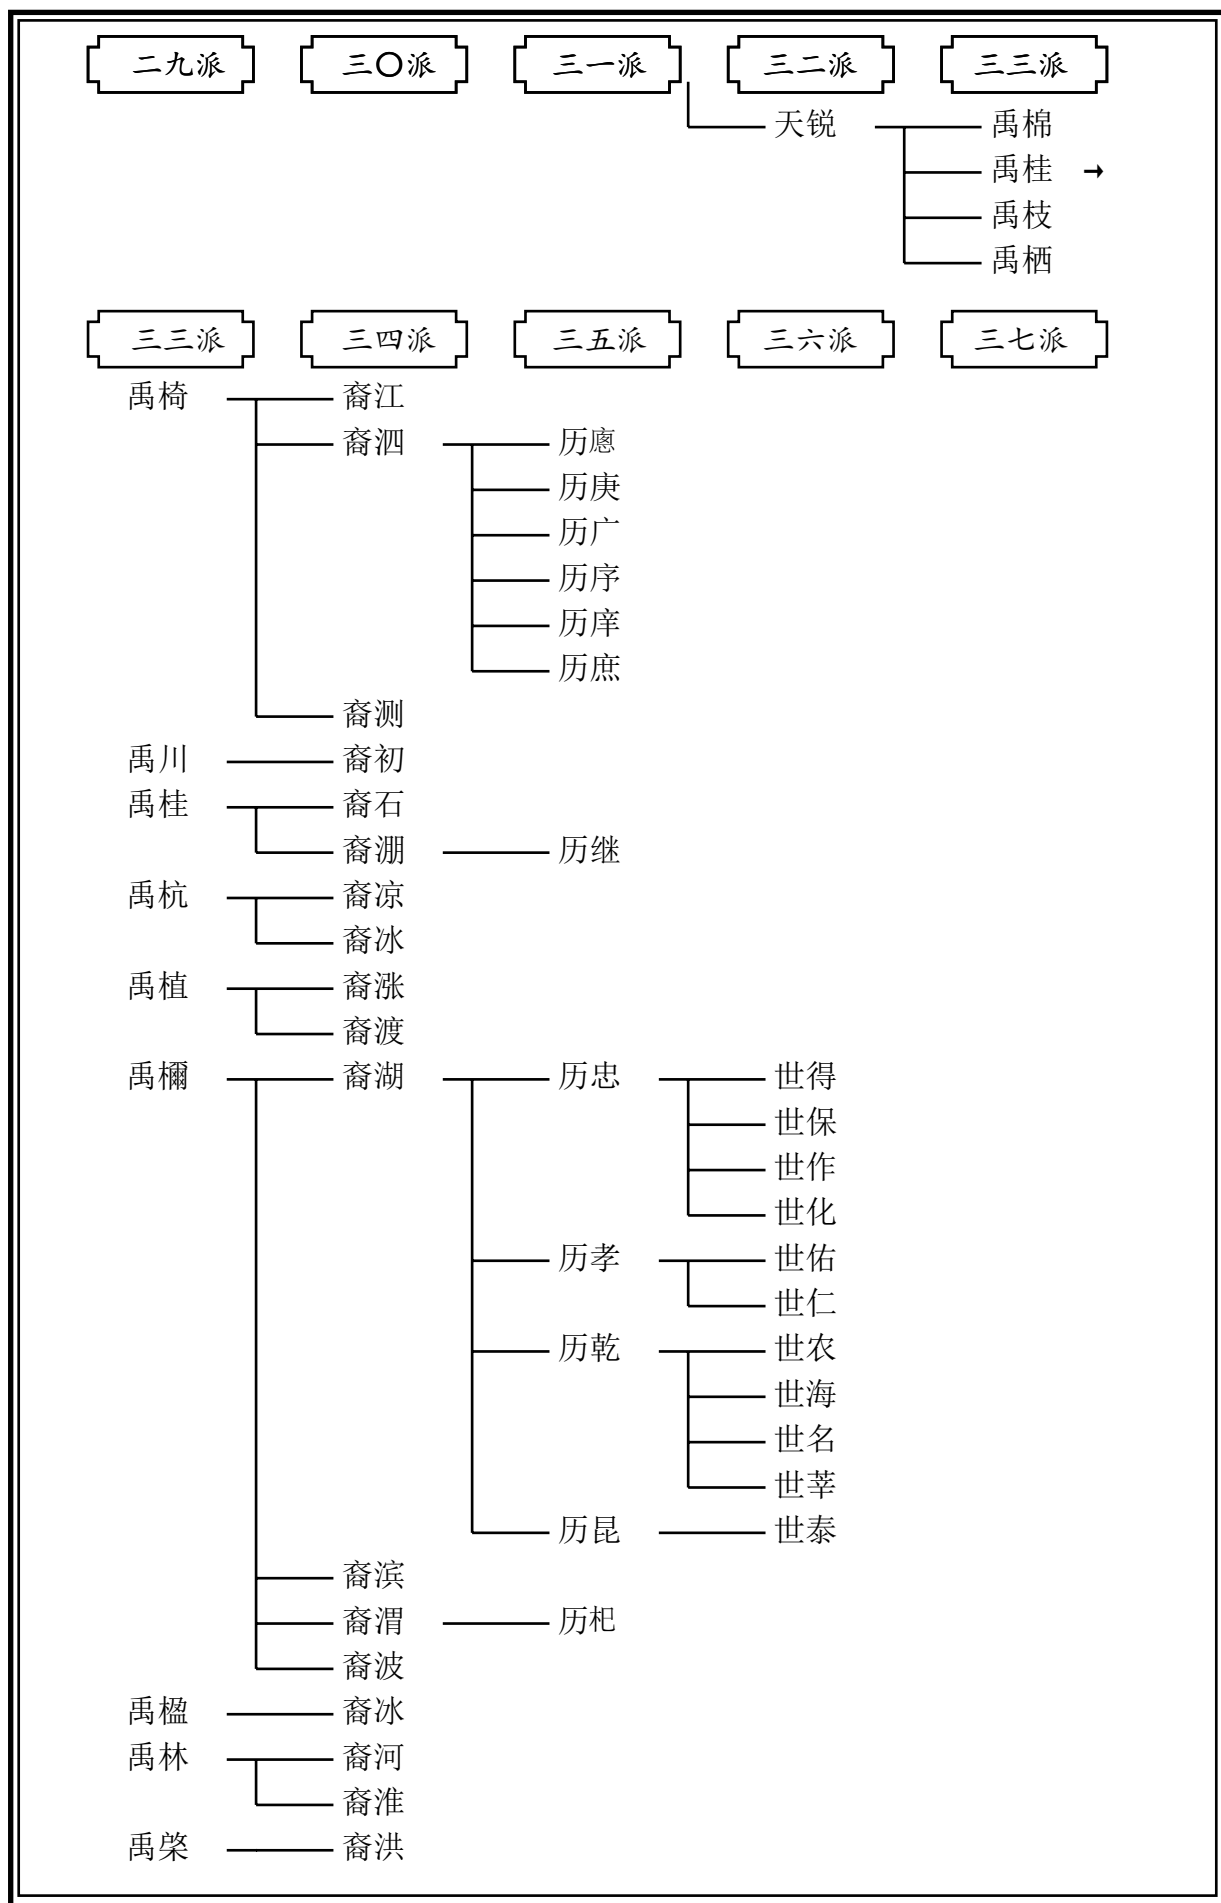 二九派 三〇派 三一派 三二派 三三派
天锐 禹棉
禹桂 →
禹枝
禹栖
三三派 三四派 三五派 三六派 三七派
禹椅 裔江
裔泗 历廒
历庚
历广
历序
历庠
历庶
裔测
禹川 裔初
禹桂 裔石
裔淜 历继
禹杭 裔凉
裔冰
禹植 裔涨
裔渡
禹檷 裔湖 历忠 世得
世保
世作
世化
历孝 世佑
世仁
历乾 世农
世海
世名
世莘
历昆 世泰
裔滨
裔渭 历杞
裔波
禹楹 裔冰
禹林 裔河
裔淮
禹棨 裔洪